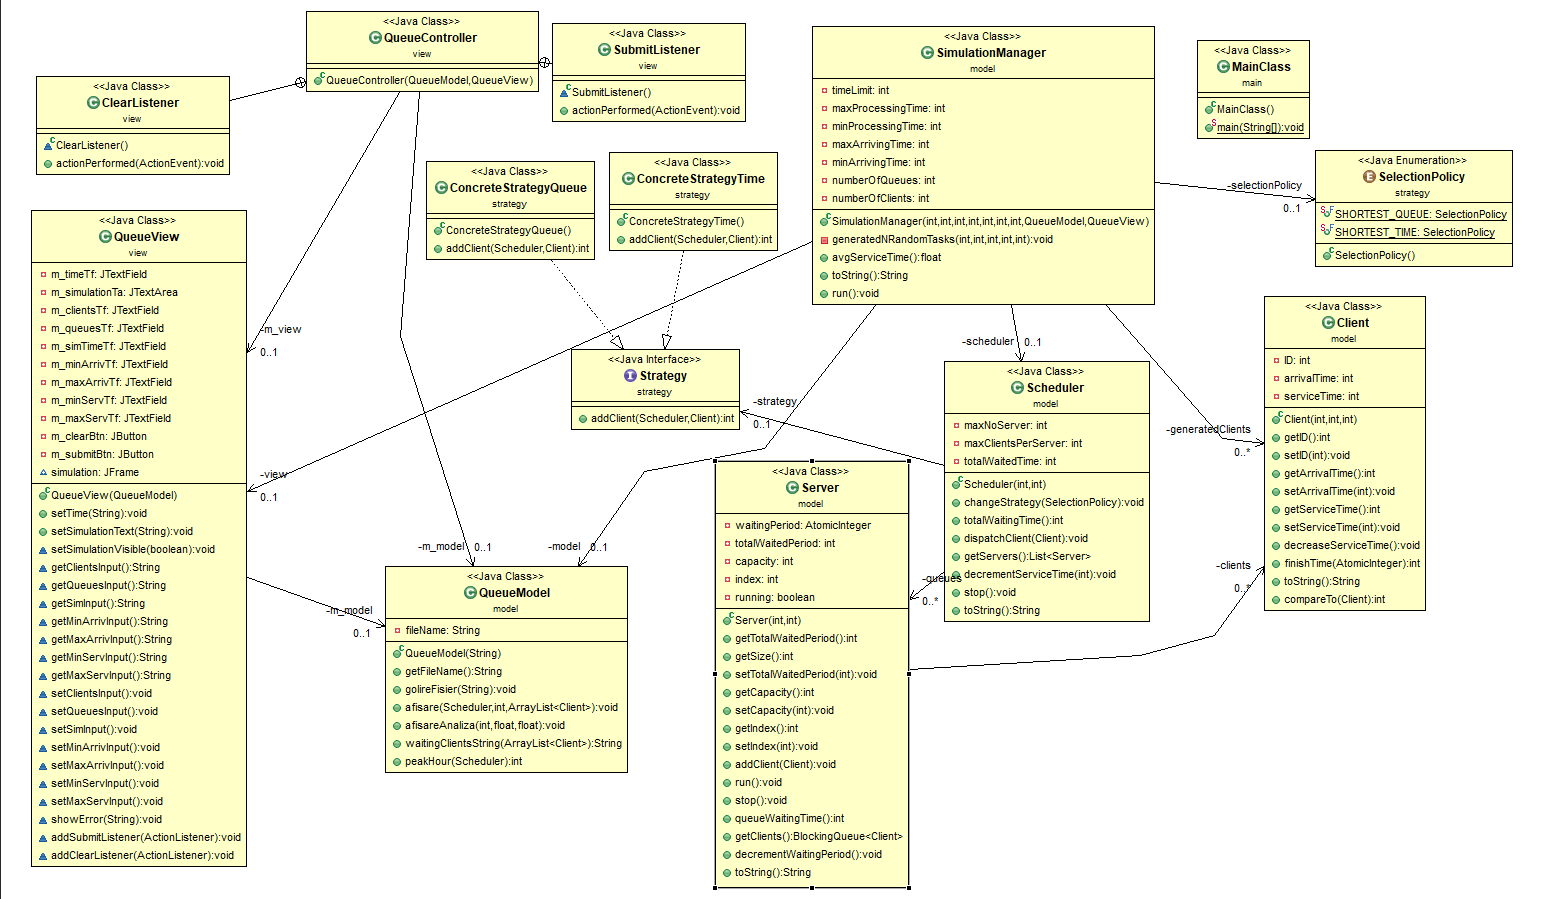 <<Java Class>>
QueueController
view
QueueController(QueueModel,QueueView)
<<Java Class>>
SubmitListener
view
SubmitListener()
actionPerformed(ActionEvent):void
<<Java Class>>
ClearListener
view
ClearListener()
actionPerformed(ActionEvent):void
<<Java Class>>
SimulationManager
model
timeLimit: int
maxProcessingTime: int
minProcessingTime: int
maxArrivingTime: int
minArrivingTime: int
numberOfQueues: int
numberOfClients: int
SimulationManager(int,int,int,int,int,int,int,QueueModel,QueueView)
generatedNRandomTasks(int,int,int,int,int):void
avgServiceTime():float
toString():String
run():void
<<Java Class>>
MainClass
main
MainClass()
main(String[]):void
<<Java Enumeration>>
SelectionPolicy
strategy
SHORTEST_QUEUE: SelectionPolicy
SHORTEST_TIME: SelectionPolicy
SelectionPolicy()
-selectionPolicy
0..1
<<Java Class>>
ConcreteStrategyQueue
strategy
ConcreteStrategyQueue()
addClient(Scheduler,Client):int
<<Java Class>>
ConcreteStrategyTime
strategy
ConcreteStrategyTime()
addClient(Scheduler,Client):int
<<Java Class>>
QueueView
view
m_timeTf: JTextField
m_simulationTa: JTextArea
m_clientsTf: JTextField
m_queuesTf: JTextField
m_simTimeTf: JTextField
m_minArrivTf: JTextField
m_maxArrivTf: JTextField
m_minServTf: JTextField
m_maxServTf: JTextField
m_clearBtn: JButton
m_submitBtn: JButton
simulation: JFrame
QueueView(QueueModel)
setTime(String):void
setSimulationText(String):void
setSimulationVisible(boolean):void
getClientsInput():String
getQueuesInput():String
getSimInput():String
getMinArrivInput():String
getMaxArrivInput():String
getMinServInput():String
getMaxServInput():String
setClientsInput():void
setQueuesInput():void
setSimInput():void
setMinArrivInput():void
setMaxArrivInput():void
setMinServInput():void
setMaxServInput():void
showError(String):void
addSubmitListener(ActionListener):void
addClearListener(ActionListener):void
-m_view
0..1
-view
0..1
-m_model
0..1
<<Java Interface>>
Strategy
strategy
addClient(Scheduler,Client):int
-strategy
0..1
-scheduler
0..1
<<Java Class>>
Scheduler
model
maxNoServer: int
maxClientsPerServer: int
totalWaitedTime: int
Scheduler(int,int)
changeStrategy(SelectionPolicy):void
totalWaitingTime():int
dispatchClient(Client):void
getServers():List<Server>
decrementServiceTime(int):void
stop():void
toString():String
<<Java Class>>
Client
model
ID: int
arrivalTime: int
serviceTime: int
Client(int,int,int)
getID():int
setID(int):void
getArrivalTime():int
setArrivalTime(int):void
getServiceTime():int
setServiceTime(int):void
decreaseServiceTime():void
finishTime(AtomicInteger):int
toString():String
compareTo(Client):int
-generatedClients
0..*
-clients
0..*
-m_model
0..1
-model
0..1
<<Java Class>>
QueueModel
model
fileName: String
QueueModel(String)
getFileName():String
golireFisier(String):void
afisare(Scheduler,int,ArrayList<Client>):void
afisareAnaliza(int,float,float):void
waitingClientsString(ArrayList<Client>):String
peakHour(Scheduler):int
<<Java Class>>
Server
model
waitingPeriod: AtomicInteger
totalWaitedPeriod: int
capacity: int
index: int
running: boolean
Server(int,int)
getTotalWaitedPeriod():int
getSize():int
setTotalWaitedPeriod(int):void
getCapacity():int
setCapacity(int):void
getIndex():int
setIndex(int):void
addClient(Client):void
run():void
stop():void
queueWaitingTime():int
getClients():BlockingQueue<Client>
decrementWaitingPeriod():void
toString():String
-queues
0..*